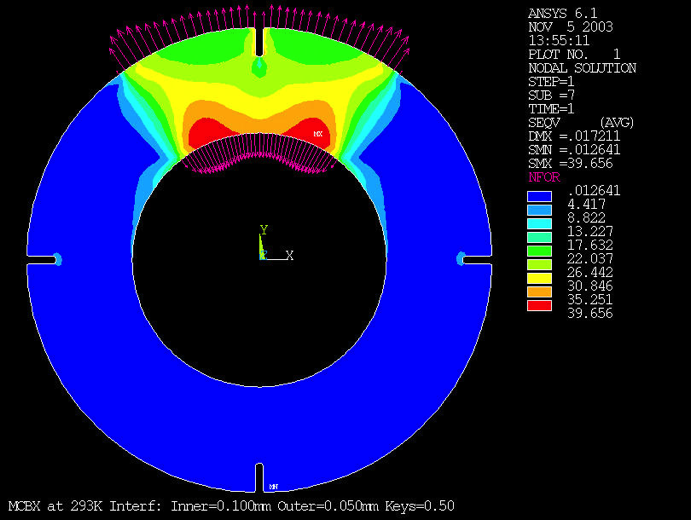 ANSYS 6.1
NOV  5 2003
13:55:11
PLOT NO.   1
NODAL SOLUTION
STEP=1
SUB =7
TIME=1
SEQV     (AVG)
DMX =.017211
SMN =.012641
SMX =39.656
NFOR
.012641
4.417
8.822
13.227
17.632
22.037
26.442
30.846
35.251
39.656
MX
Y
X
MN
MCBX at 293K Interf: Inner=0.100mm Outer=0.050mm Keys=0.50